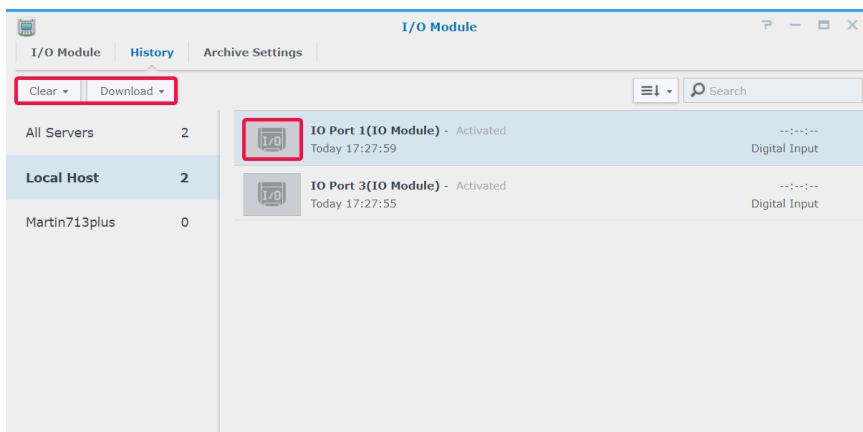 I/O Module
I/O Module History Archive Settings
Clear Download Search
All Servers 2
Local Host 2
Martin713plus 0
I/O IO Port 1(IO Module) - Activated --:--:--
Today 17:27:59 Digital Input
I/O IO Port 3(IO Module) - Activated --:--:--
Today 17:27:55 Digital Input